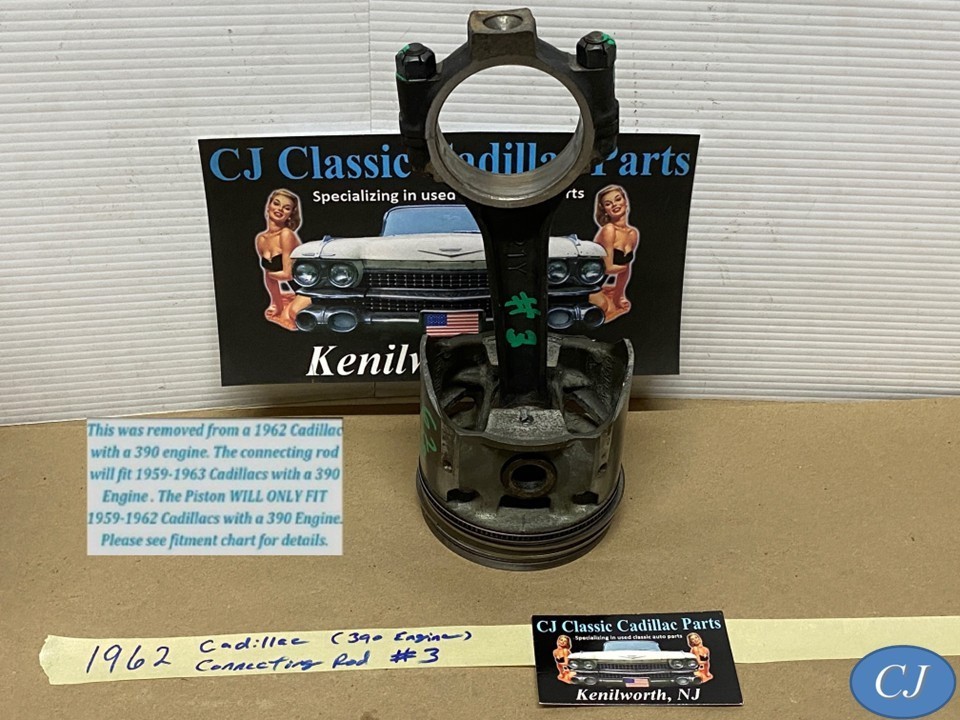 CJ Classic Cadillac Parts
Specializing in used
rts
DIY
#3
Kenilw
62
This was removed from a 1962 Cadillac
with a 390 engine. The connecting rod
will fit 1959-1963 Cadillacs with a 390
Engine . The Piston WILL ONLY FIT
1959-1962 Cadillacs with a 390 Engine.
Please see fitment chart for details.
1962 Cadillac (390 Engine)
Connecting Rod #3
CJ Classic Cadillac Parts
Specializing in used classic auto parts
Kenilworth, NJ
CJ